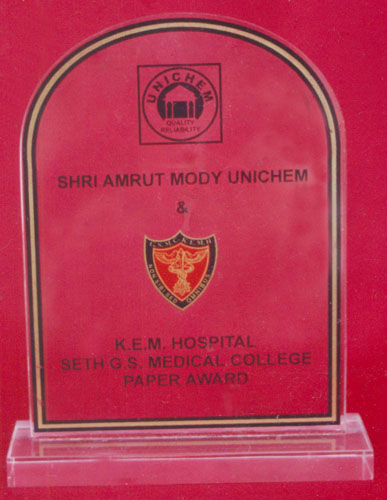 UNICHEM
QUALITY
RELIABILITY
SHRI AMRUT MODY UNICHEM
&
G.S.M.C. K.E.M.H.
K.E.M. HOSPITAL
SETH G.S. MEDICAL COLLEGE
PAPER AWARD